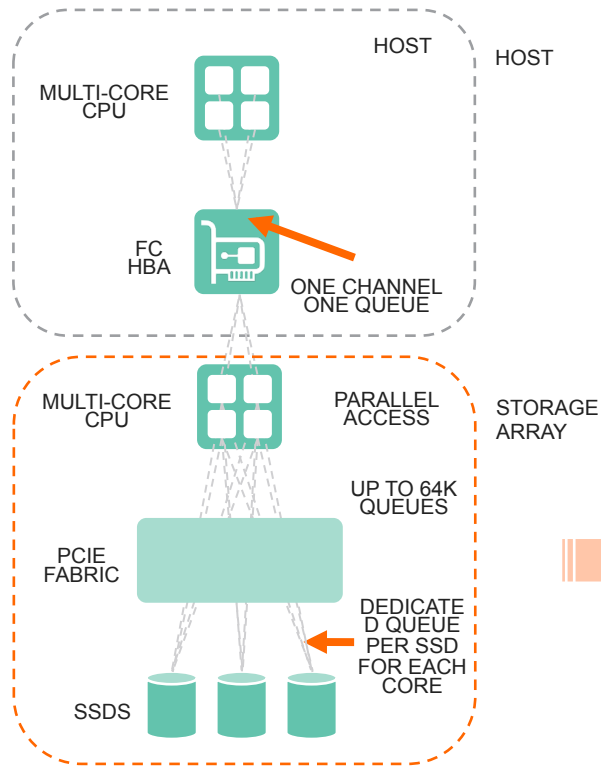 HOST
HOST
MULTI-CORE
CPU
FC
HBA
ONE CHANNEL
ONE QUEUE
MULTI-CORE
CPU
PARALLEL
ACCESS
STORAGE
ARRAY
UP TO 64K
QUEUES
PCIE
FABRIC
DEDICATE
D QUEUE
PER SSD
FOR EACH
CORE
SSDS